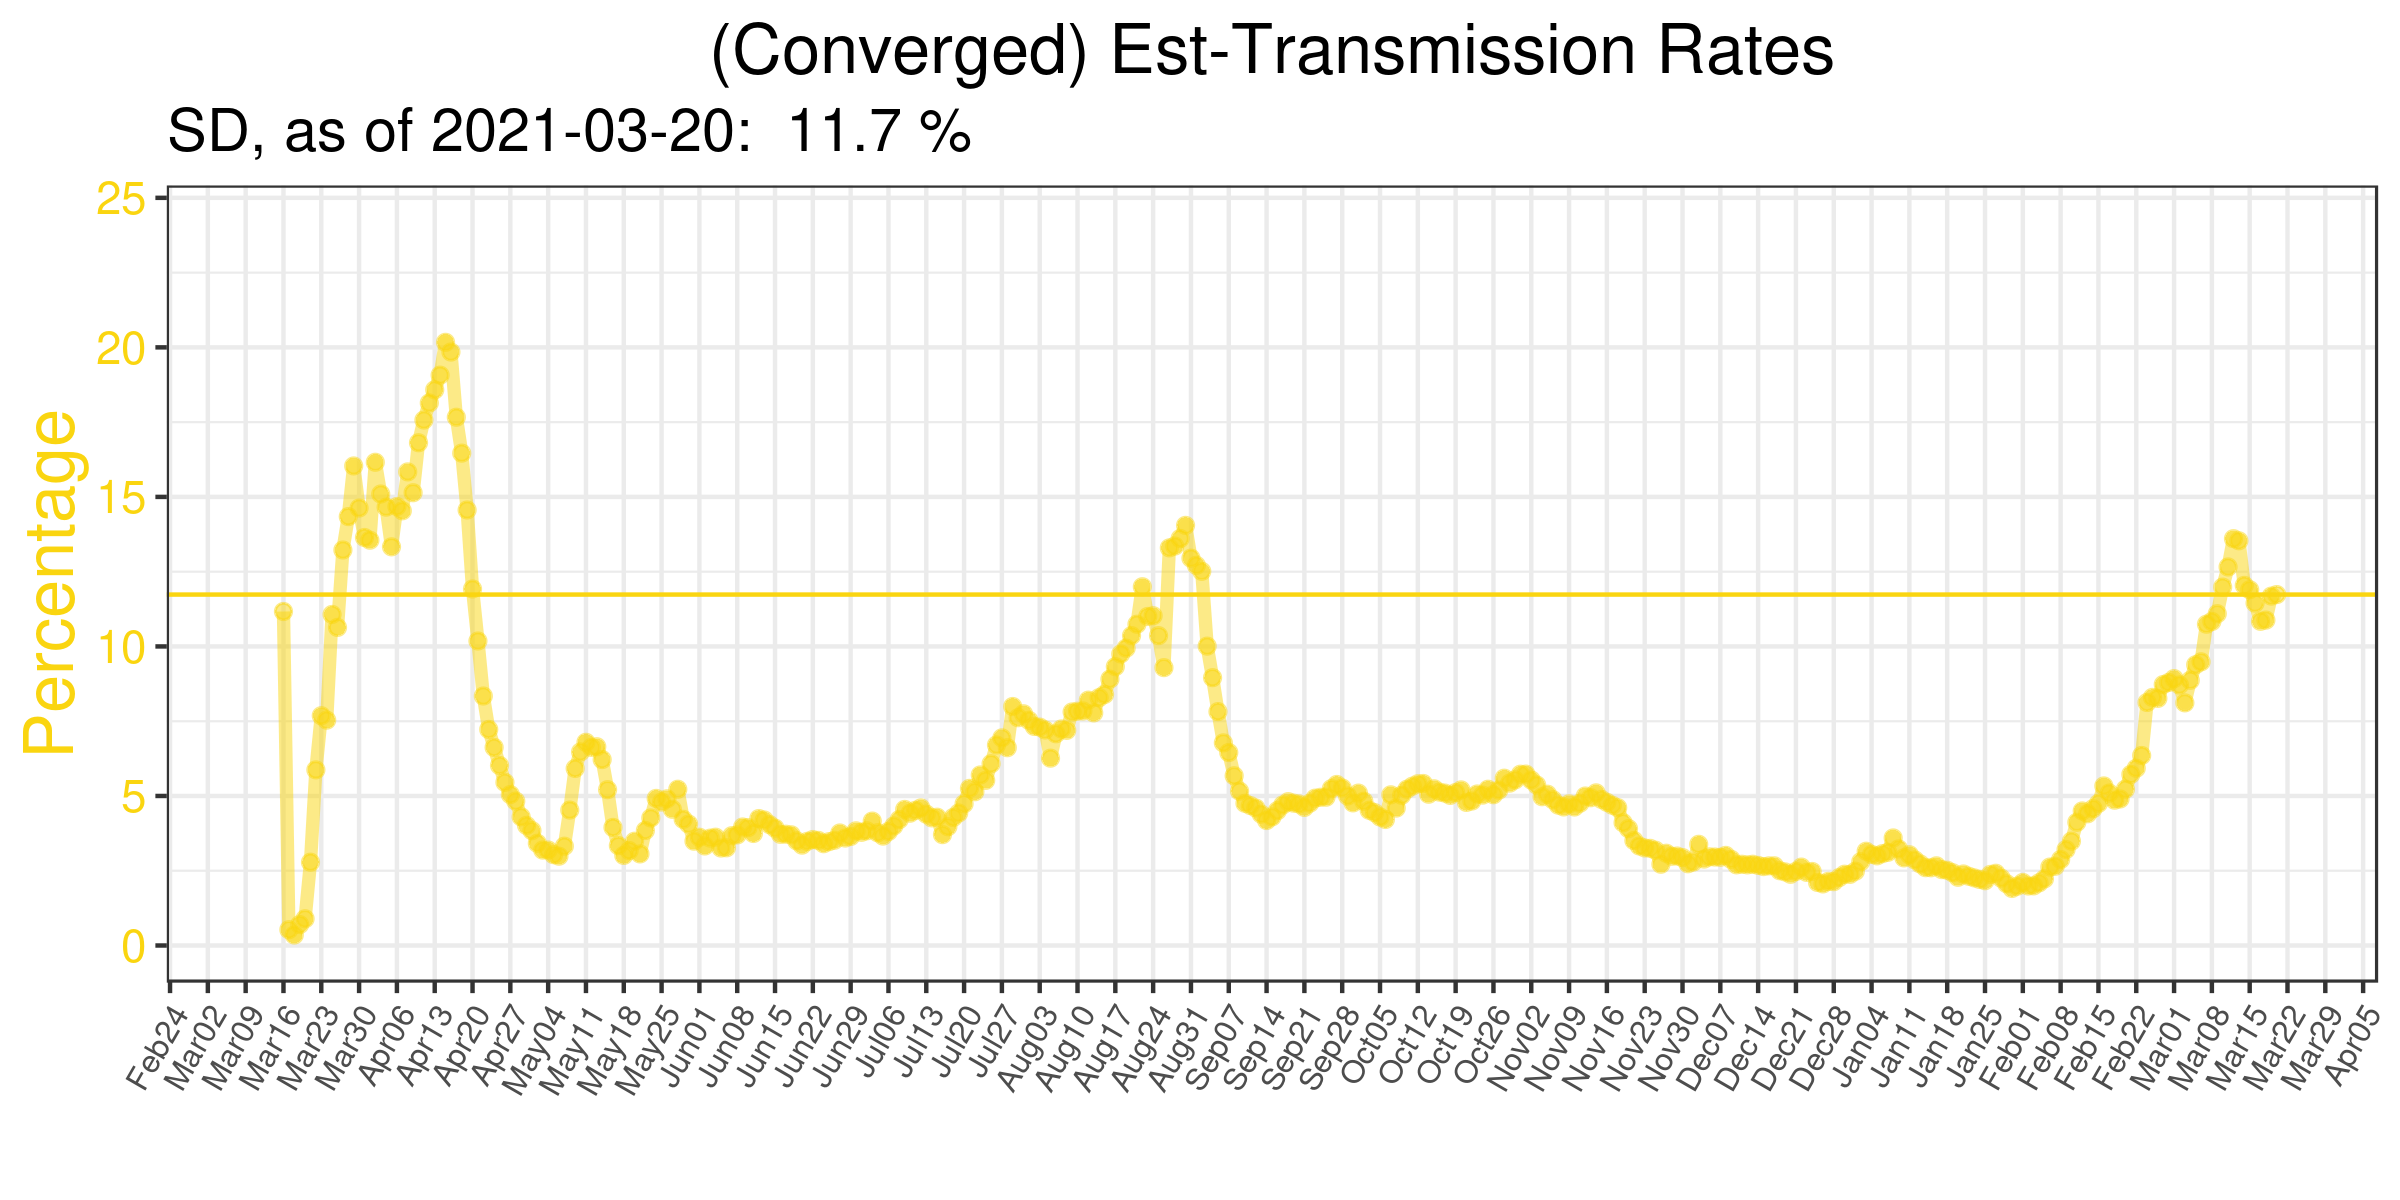 (Converged) Est-Transmission Rates
SD, as of 2021-03-20:  11.7 %
Percentage
25
20
15
10
5
0
Feb24
Mar02
Mar09
Mar16
Mar23
Mar30
Apr06
Apr13
Apr20
Apr27
May04
May11
May18
May25
Jun01
Jun08
Jun15
Jun22
Jun29
Jul06
Jul13
Jul20
Jul27
Aug03
Aug10
Aug17
Aug24
Aug31
Sep07
Sep14
Sep21
Sep28
Oct05
Oct12
Oct19
Oct26
Nov02
Nov09
Nov16
Nov23
Nov30
Dec07
Dec14
Dec21
Dec28
Jan04
Jan11
Jan18
Jan25
Feb01
Feb08
Feb15
Feb22
Mar01
Mar08
Mar15
Mar22
Mar29
Apr05